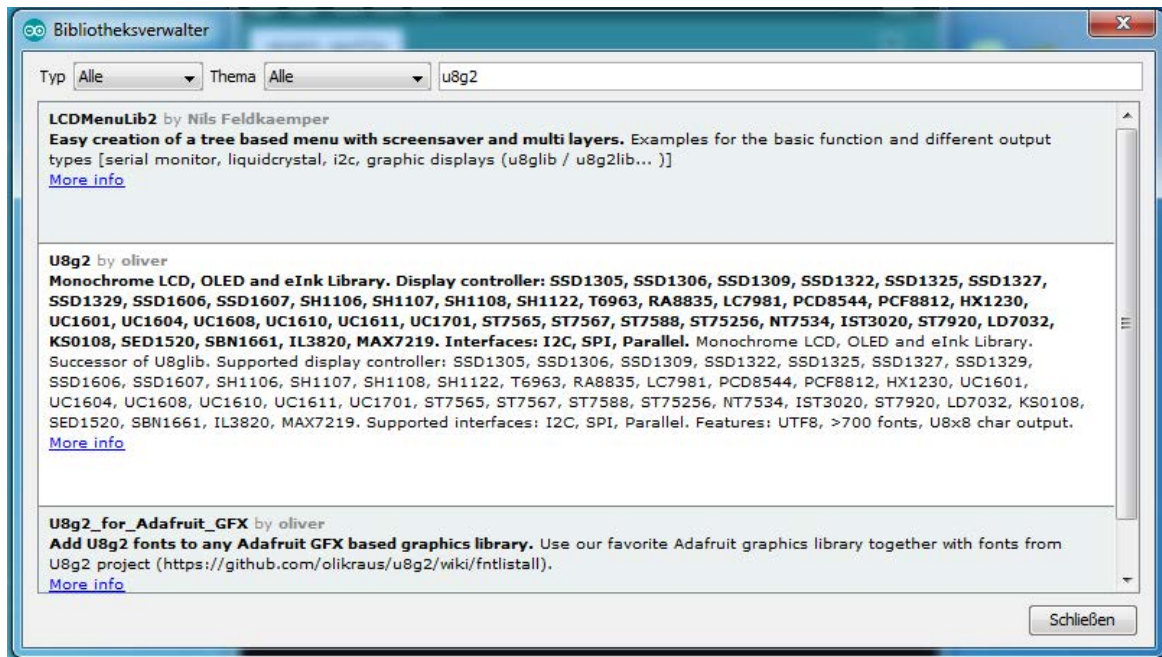 Bibliotheksverwalter
Typ Alle Thema Alle u8g2
LCDMenuLib2 by Nils Feldkaemper
Easy creation of a tree based menu with screensaver and multi layers. Examples for the basic function and different output
types [serial monitor, liquidcrystal, i2c, graphic displays (u8glib / u8g2lib... )]
More info
U8g2 by oliver
Monochrome LCD, OLED and eInk Library. Display controller: SSD1305, SSD1306, SSD1309, SSD1322, SSD1325, SSD1327,
SSD1329, SSD1606, SSD1607, SH1106, SH1107, SH1108, SH1122, T6963, RA8835, LC7981, PCD8544, PCF8812, HX1230,
UC1601, UC1604, UC1608, UC1610, UC1611, UC1701, ST7565, ST7567, ST7588, ST75256, NT7534, IST3020, ST7920, LD7032,
KS0108, SED1520, SBN1661, IL3820, MAX7219. Interfaces: I2C, SPI, Parallel. Monochrome LCD, OLED and eInk Library.
Successor of U8glib. Supported display controller: SSD1305, SSD1306, SSD1309, SSD1322, SSD1325, SSD1327, SSD1329,
SSD1606, SSD1607, SH1106, SH1107, SH1108, SH1122, T6963, RA8835, LC7981, PCD8544, PCF8812, HX1230, UC1601,
UC1604, UC1608, UC1610, UC1611, UC1701, ST7565, ST7567, ST7588, ST75256, NT7534, IST3020, ST7920, LD7032, KS0108,
SED1520, SBN1661, IL3820, MAX7219. Supported interfaces: I2C, SPI, Parallel. Features: UTF8, >700 fonts, U8x8 char output.
More info
U8g2_for_Adafruit_GFX by oliver
Add U8g2 fonts to any Adafruit GFX based graphics library. Use our favorite Adafruit graphics library together with fonts from
U8g2 project (https://github.com/olikraus/u8g2/wiki/fntlistall).
More info
Schließen